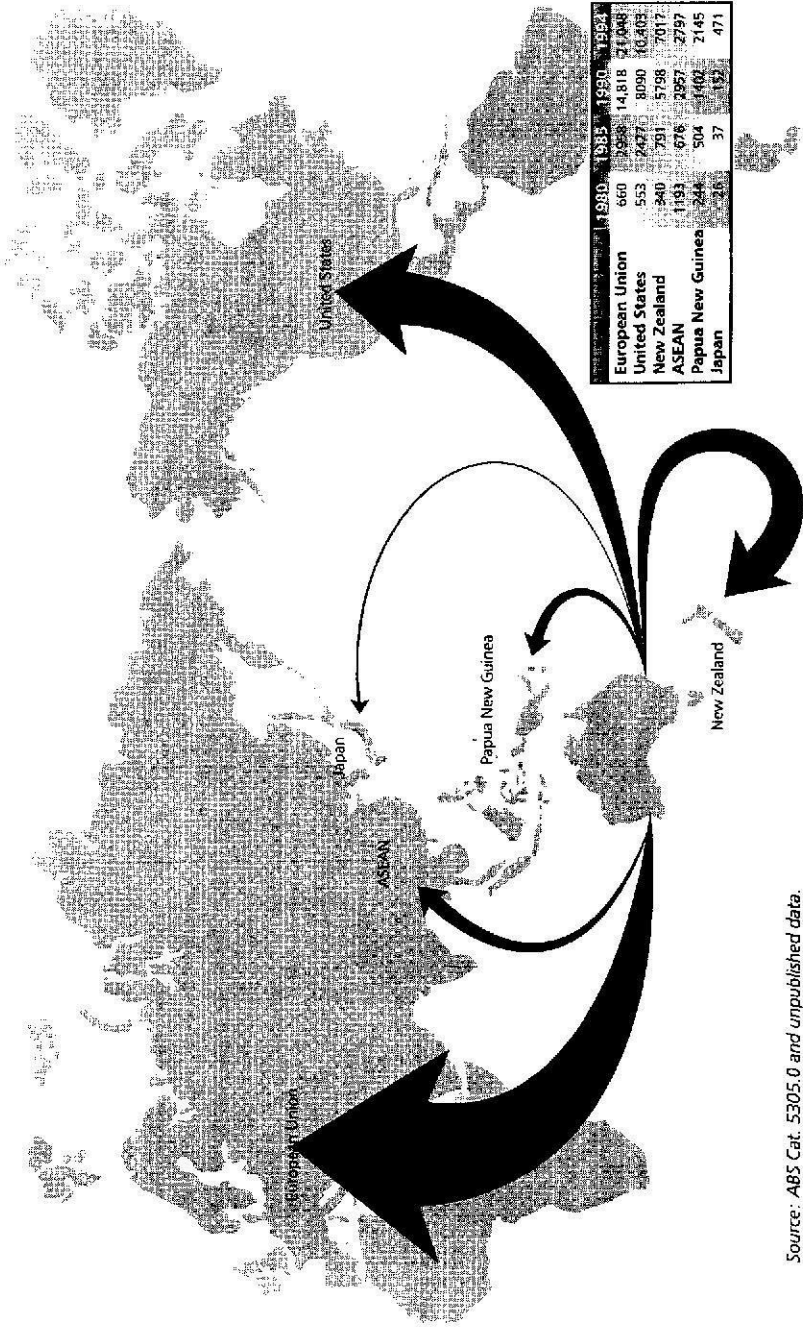 European Union
United States
Japan
ASEAN
Papua New Guinea
New Zealand
1980 1985 1990 1994
European Union 660 2938 14,818 21,048
United States 553 2427 8090 10,403
New Zealand 340 791 5798 7017
ASEAN 1193 676 2957 2797
Papua New Guinea 244 504 1402 2145
Japan 26 37 152 471
Source: ABS Cat. 5305.0 and unpublished data.